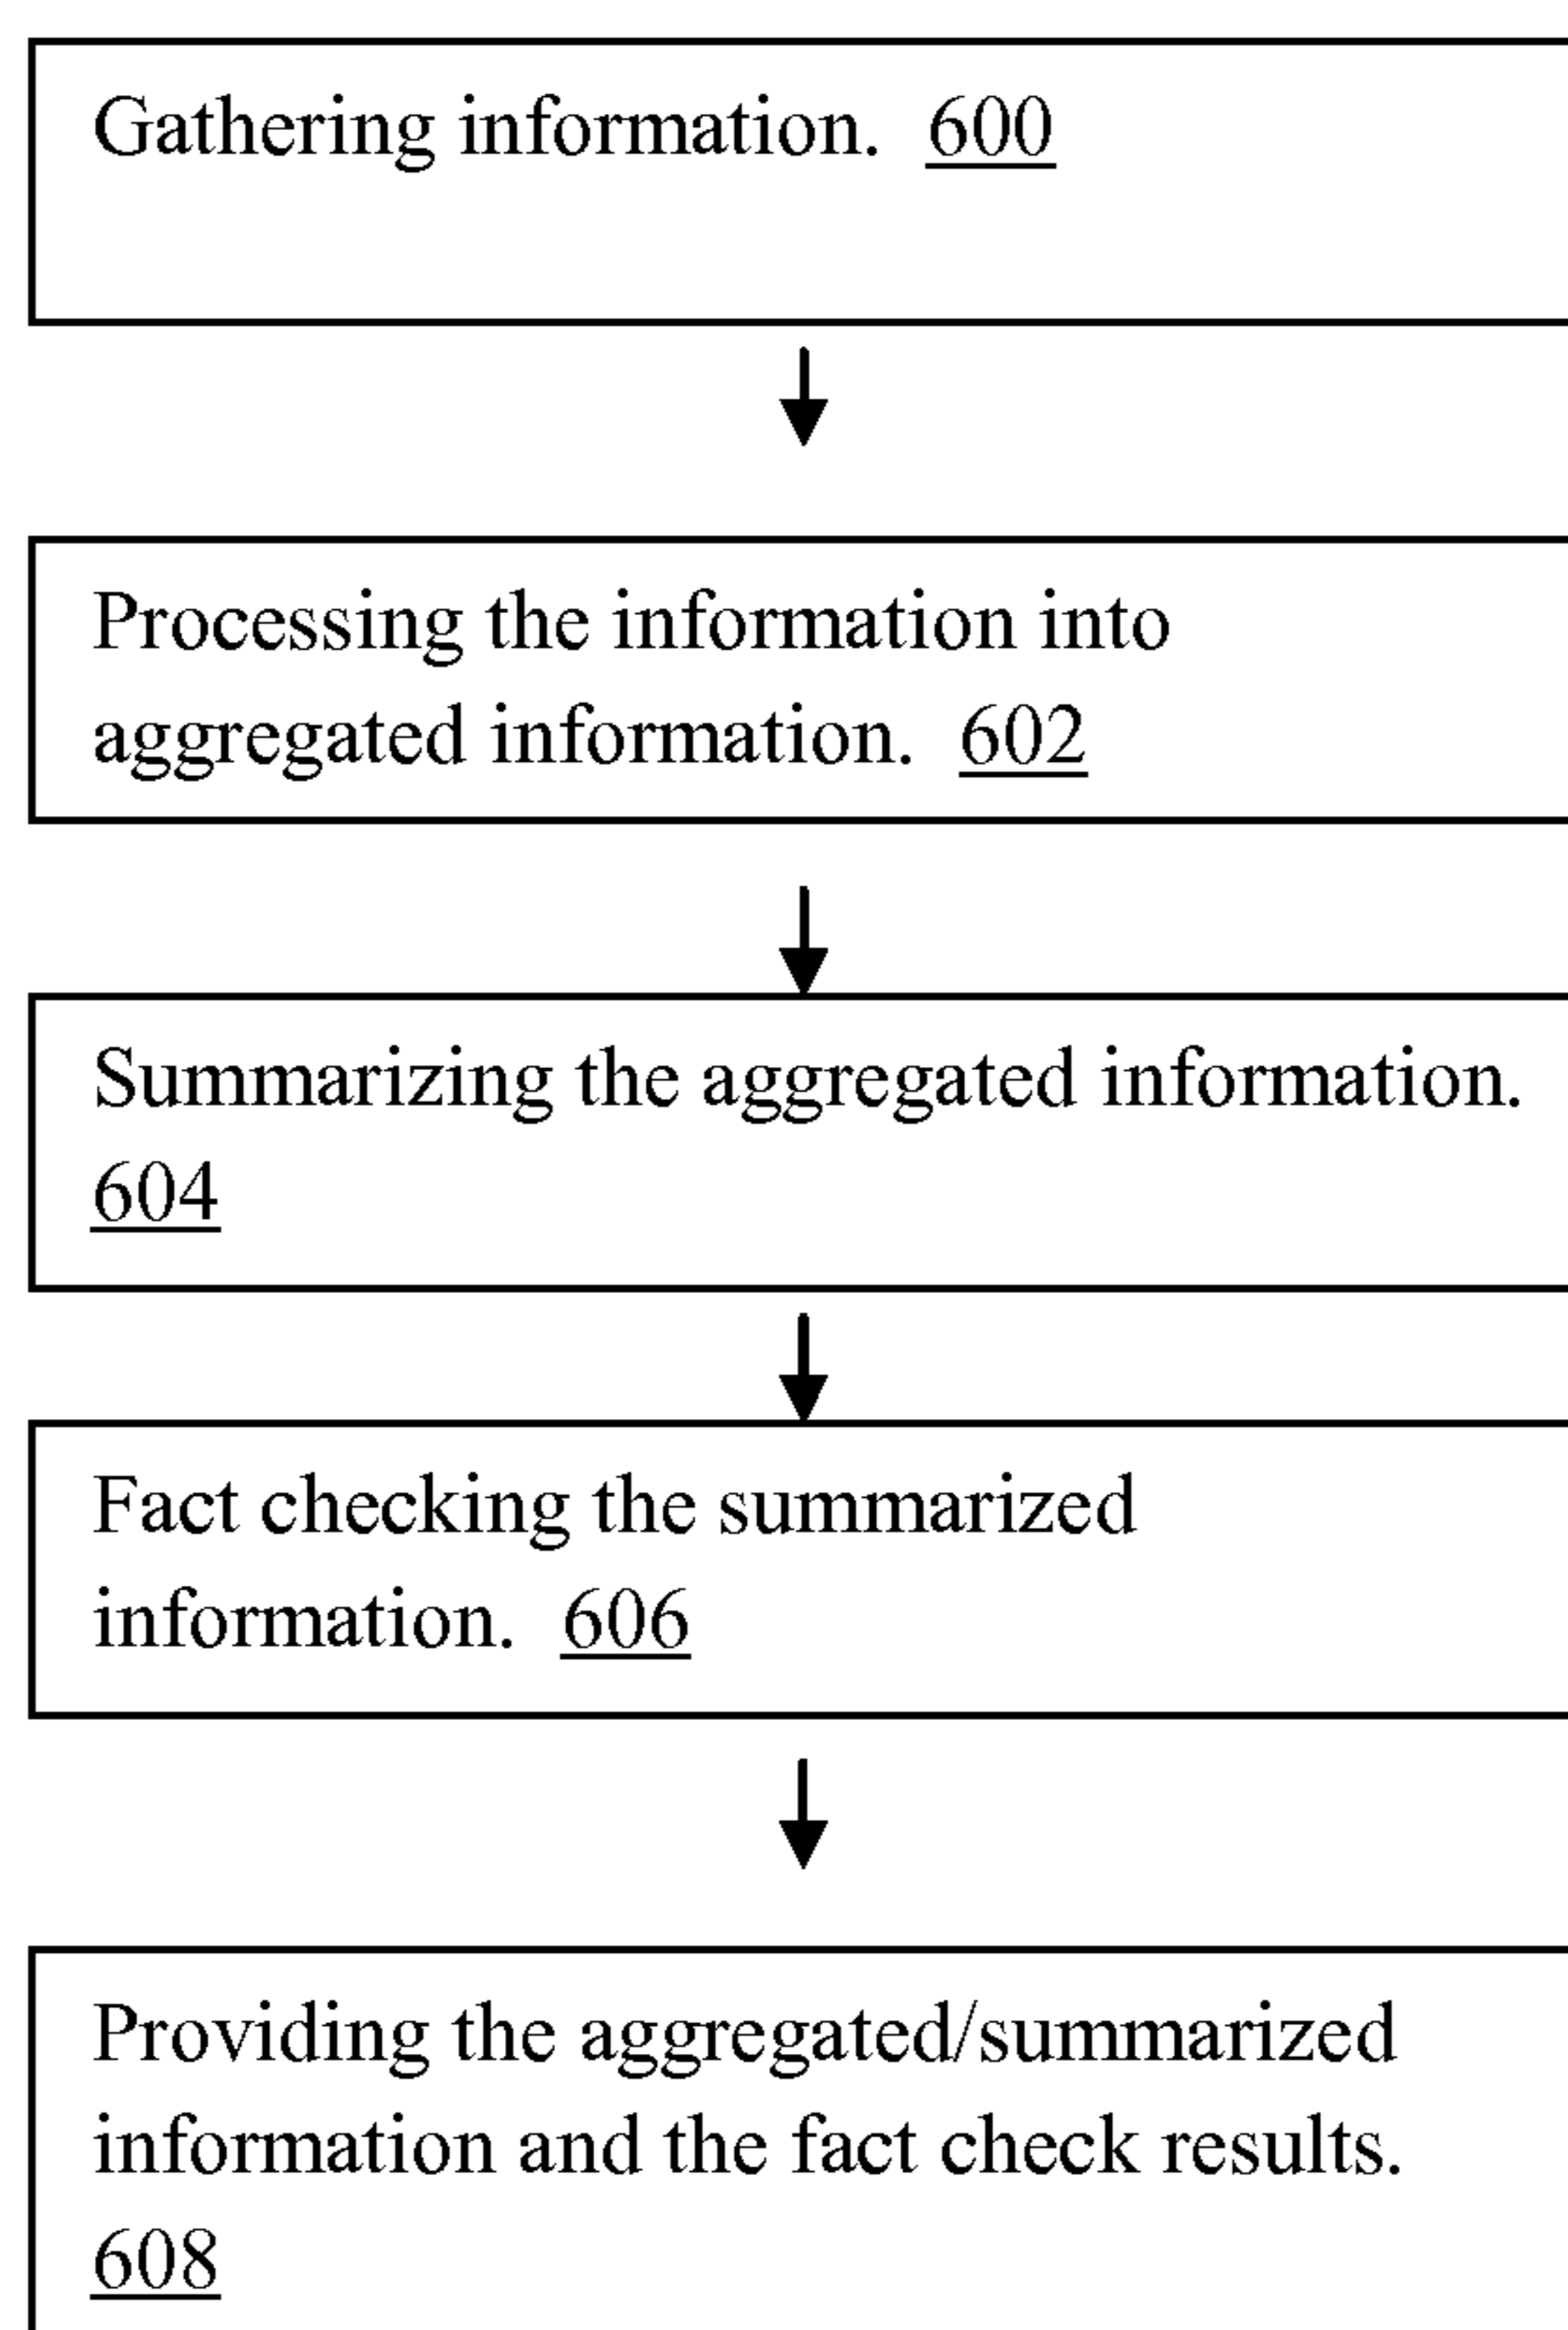 Gathering information. 600
Processing the information into
aggregated information. 602
Summarizing the aggregated information.
604
Fact checking the summarized
information. 606
Providing the aggregated/summarized
information and the fact check results.
608